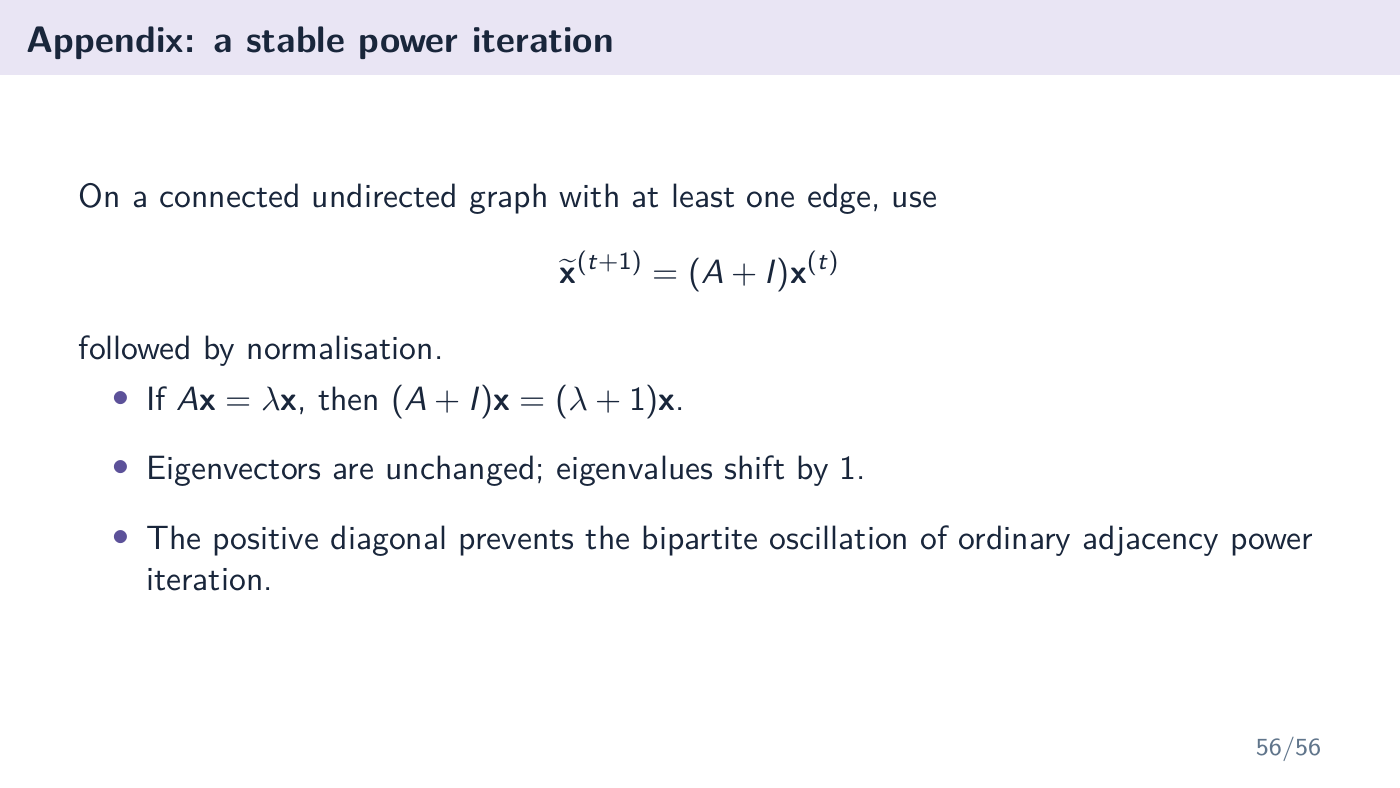 Appendix: a stable power iteration
On a connected undirected graph with at least one edge, use
x̃^(t+1) = (A + I)x^(t)
followed by normalisation.
• If Ax = λx, then (A + I)x = (λ + 1)x.
• Eigenvectors are unchanged; eigenvalues shift by 1.
• The positive diagonal prevents the bipartite oscillation of ordinary adjacency power
iteration.
56/56